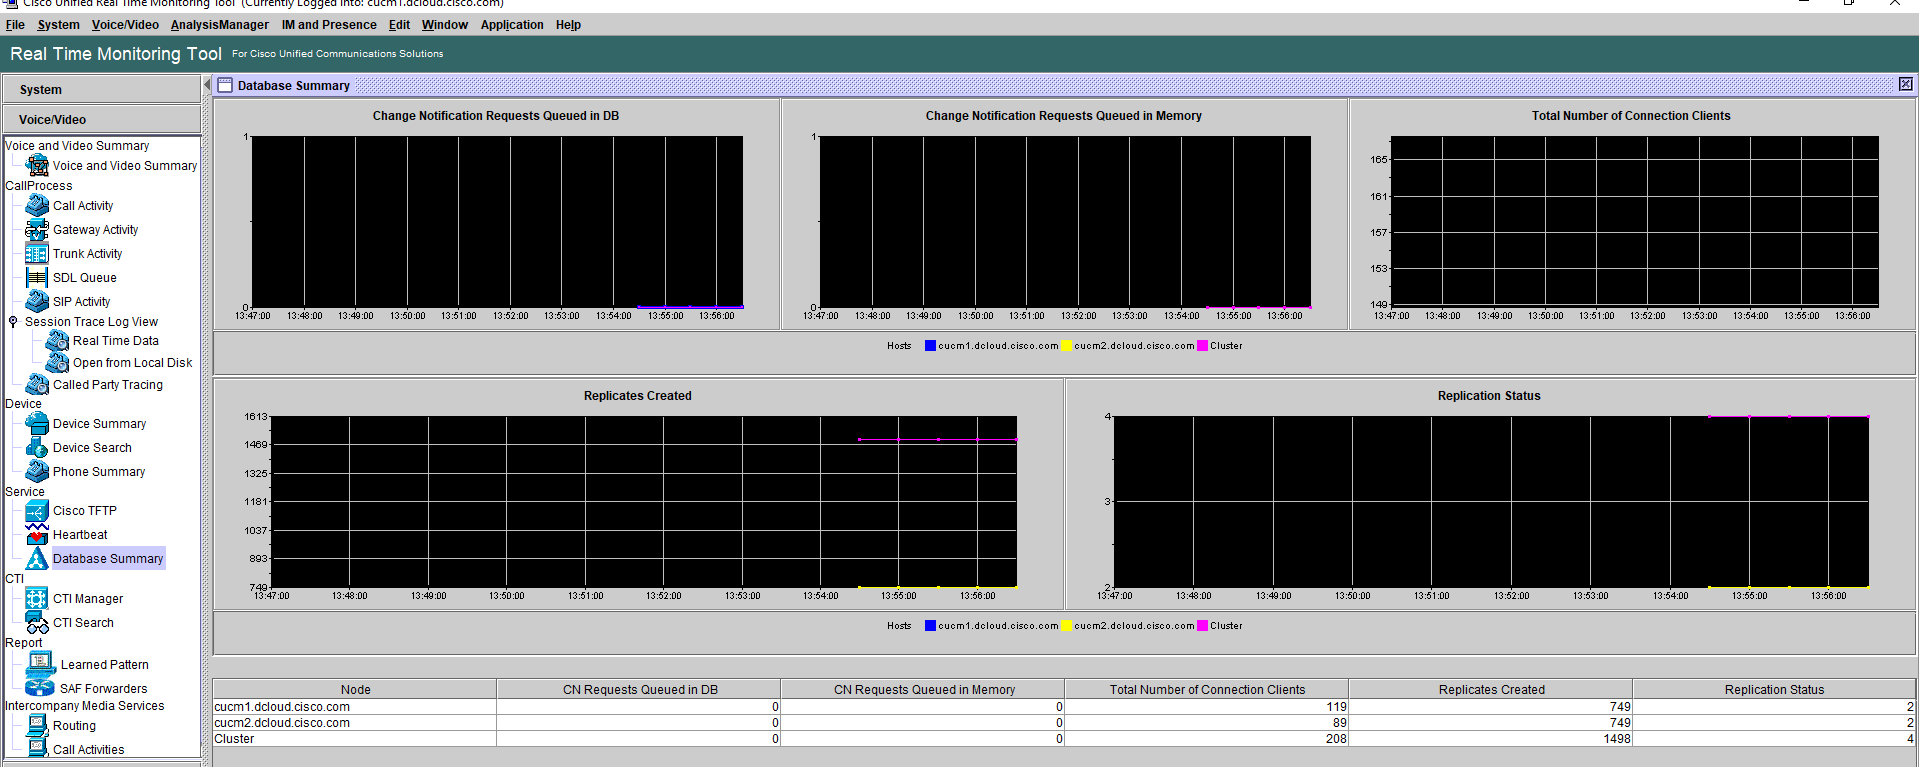 Cisco Unified Real Time Monitoring Tool (Currently Logged into: cucm1.dcloud.cisco.com)
File System Voice/Video AnalysisManager IM and Presence Edit Window Application Help
Real Time Monitoring Tool For Cisco Unified Communications Solutions
System
Voice/Video
Voice and Video Summary
Voice and Video Summary
CallProcess
Call Activity
Gateway Activity
Trunk Activity
SDL Queue
SIP Activity
Session Trace Log View
Real Time Data
Open from Local Disk
Called Party Tracing
Device
Device Summary
Device Search
Phone Summary
Service
Cisco TFTP
Heartbeat
Database Summary
CTI
CTI Manager
CTI Search
Report
Learned Pattern
SAF Forwarders
Intercompany Media Services
Routing
Call Activities
Database Summary
Change Notification Requests Queued in DB
1
0
13:47:00 13:48:00 13:49:00 13:50:00 13:51:00 13:52:00 13:53:00 13:54:00 13:55:00 13:56:00
Change Notification Requests Queued in Memory
1
0
13:47:00 13:48:00 13:49:00 13:50:00 13:51:00 13:52:00 13:53:00 13:54:00 13:55:00 13:56:00
Total Number of Connection Clients
165
161
157
153
149
13:47:00 13:48:00 13:49:00 13:50:00 13:51:00 13:52:00 13:53:00 13:54:00 13:55:00 13:56:00
Hosts cucm1.dcloud.cisco.com cucm2.dcloud.cisco.com Cluster
Replicates Created
1613
1469
1325
1181
1037
893
749
13:47:00 13:48:00 13:49:00 13:50:00 13:51:00 13:52:00 13:53:00 13:54:00 13:55:00 13:56:00
Replication Status
4
3
2
13:47:00 13:48:00 13:49:00 13:50:00 13:51:00 13:52:00 13:53:00 13:54:00 13:55:00 13:56:00
Hosts cucm1.dcloud.cisco.com cucm2.dcloud.cisco.com Cluster
Node CN Requests Queued in DB CN Requests Queued in Memory Total Number of Connection Clients Replicates Created Replication Status
cucm1.dcloud.cisco.com 0 0 119 749 2
cucm2.dcloud.cisco.com 0 0 89 749 2
Cluster 0 0 208 1498 4